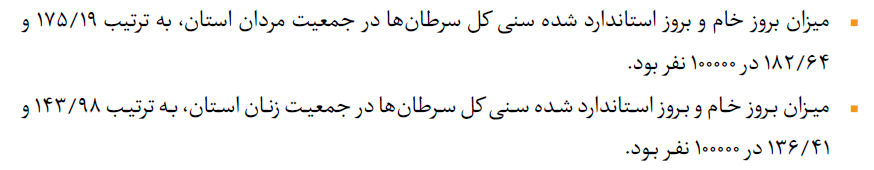 ▪ میزان بروز خام و بروز استاندارد شده سنی کل سرطان‌ها در جمعیت مردان استان، به ترتیب ۱۷۵/۱۹ و
۱۸۲/۶۴ در ۱۰۰۰۰۰ نفر بود.
▪ میزان بروز خام و بروز استاندارد شده سنی کل سرطان‌ها در جمعیت زنان استان، به ترتیب ۱۴۳/۹۸ و
۱۳۶/۴۱ در ۱۰۰۰۰۰ نفر بود.